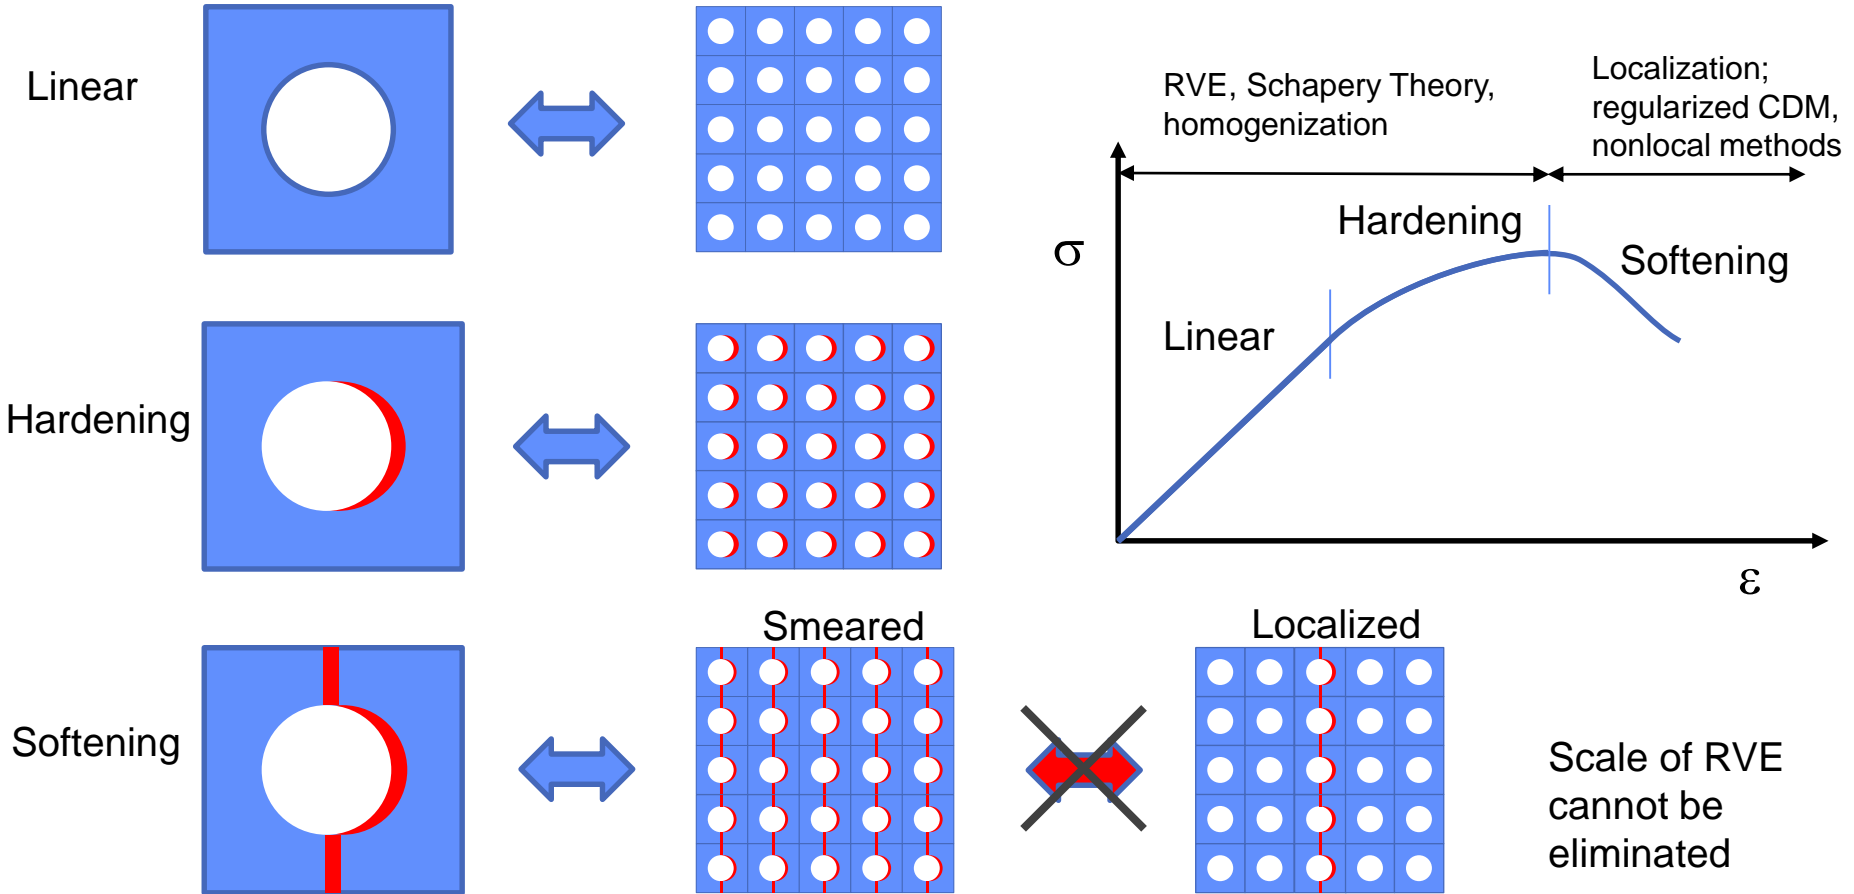 Linear
RVE, Schapery Theory,
homogenization
Localization;
regularized CDM,
nonlocal methods
σ
Hardening
Softening
Linear
ε
Hardening
Smeared
Localized
Softening
Scale of RVE
cannot be
eliminated